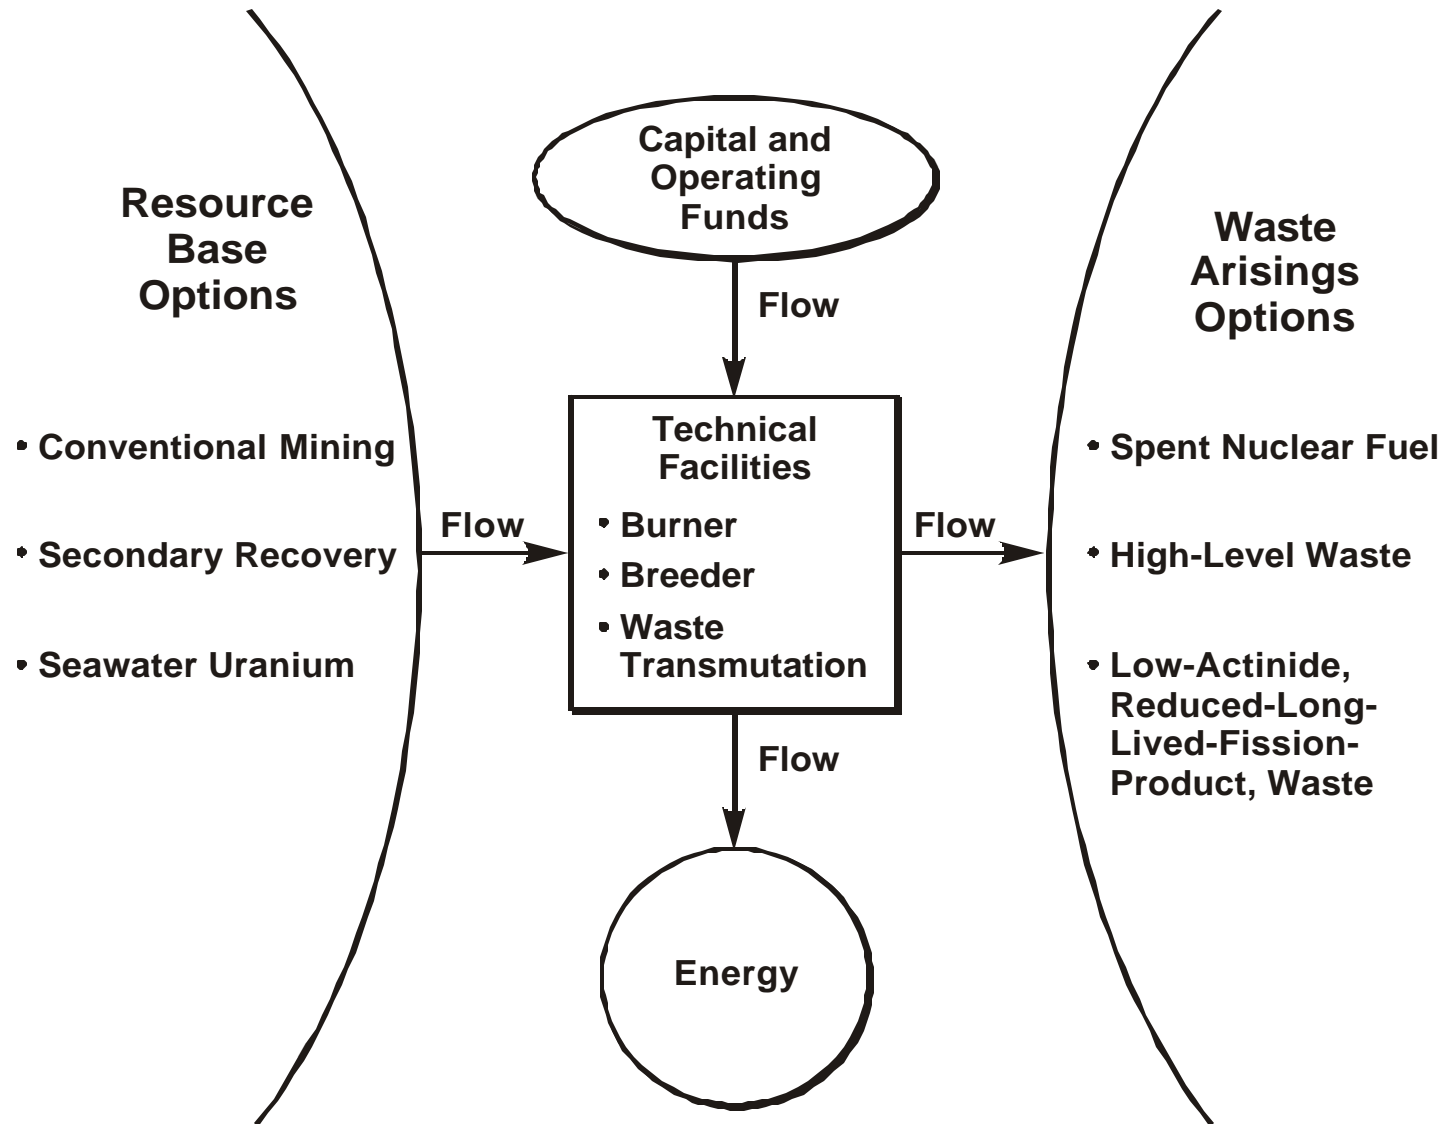 Capital and
Operating
Funds
Resource
Base
Options
Waste
Arisings
Options
Flow
• Conventional Mining
• Secondary Recovery
• Seawater Uranium
Flow
Technical
Facilities
• Burner
• Breeder
• Waste
Transmutation
Flow
• Spent Nuclear Fuel
• High-Level Waste
• Low-Actinide,
Reduced-Long-
Lived-Fission-
Product, Waste
Flow
Energy